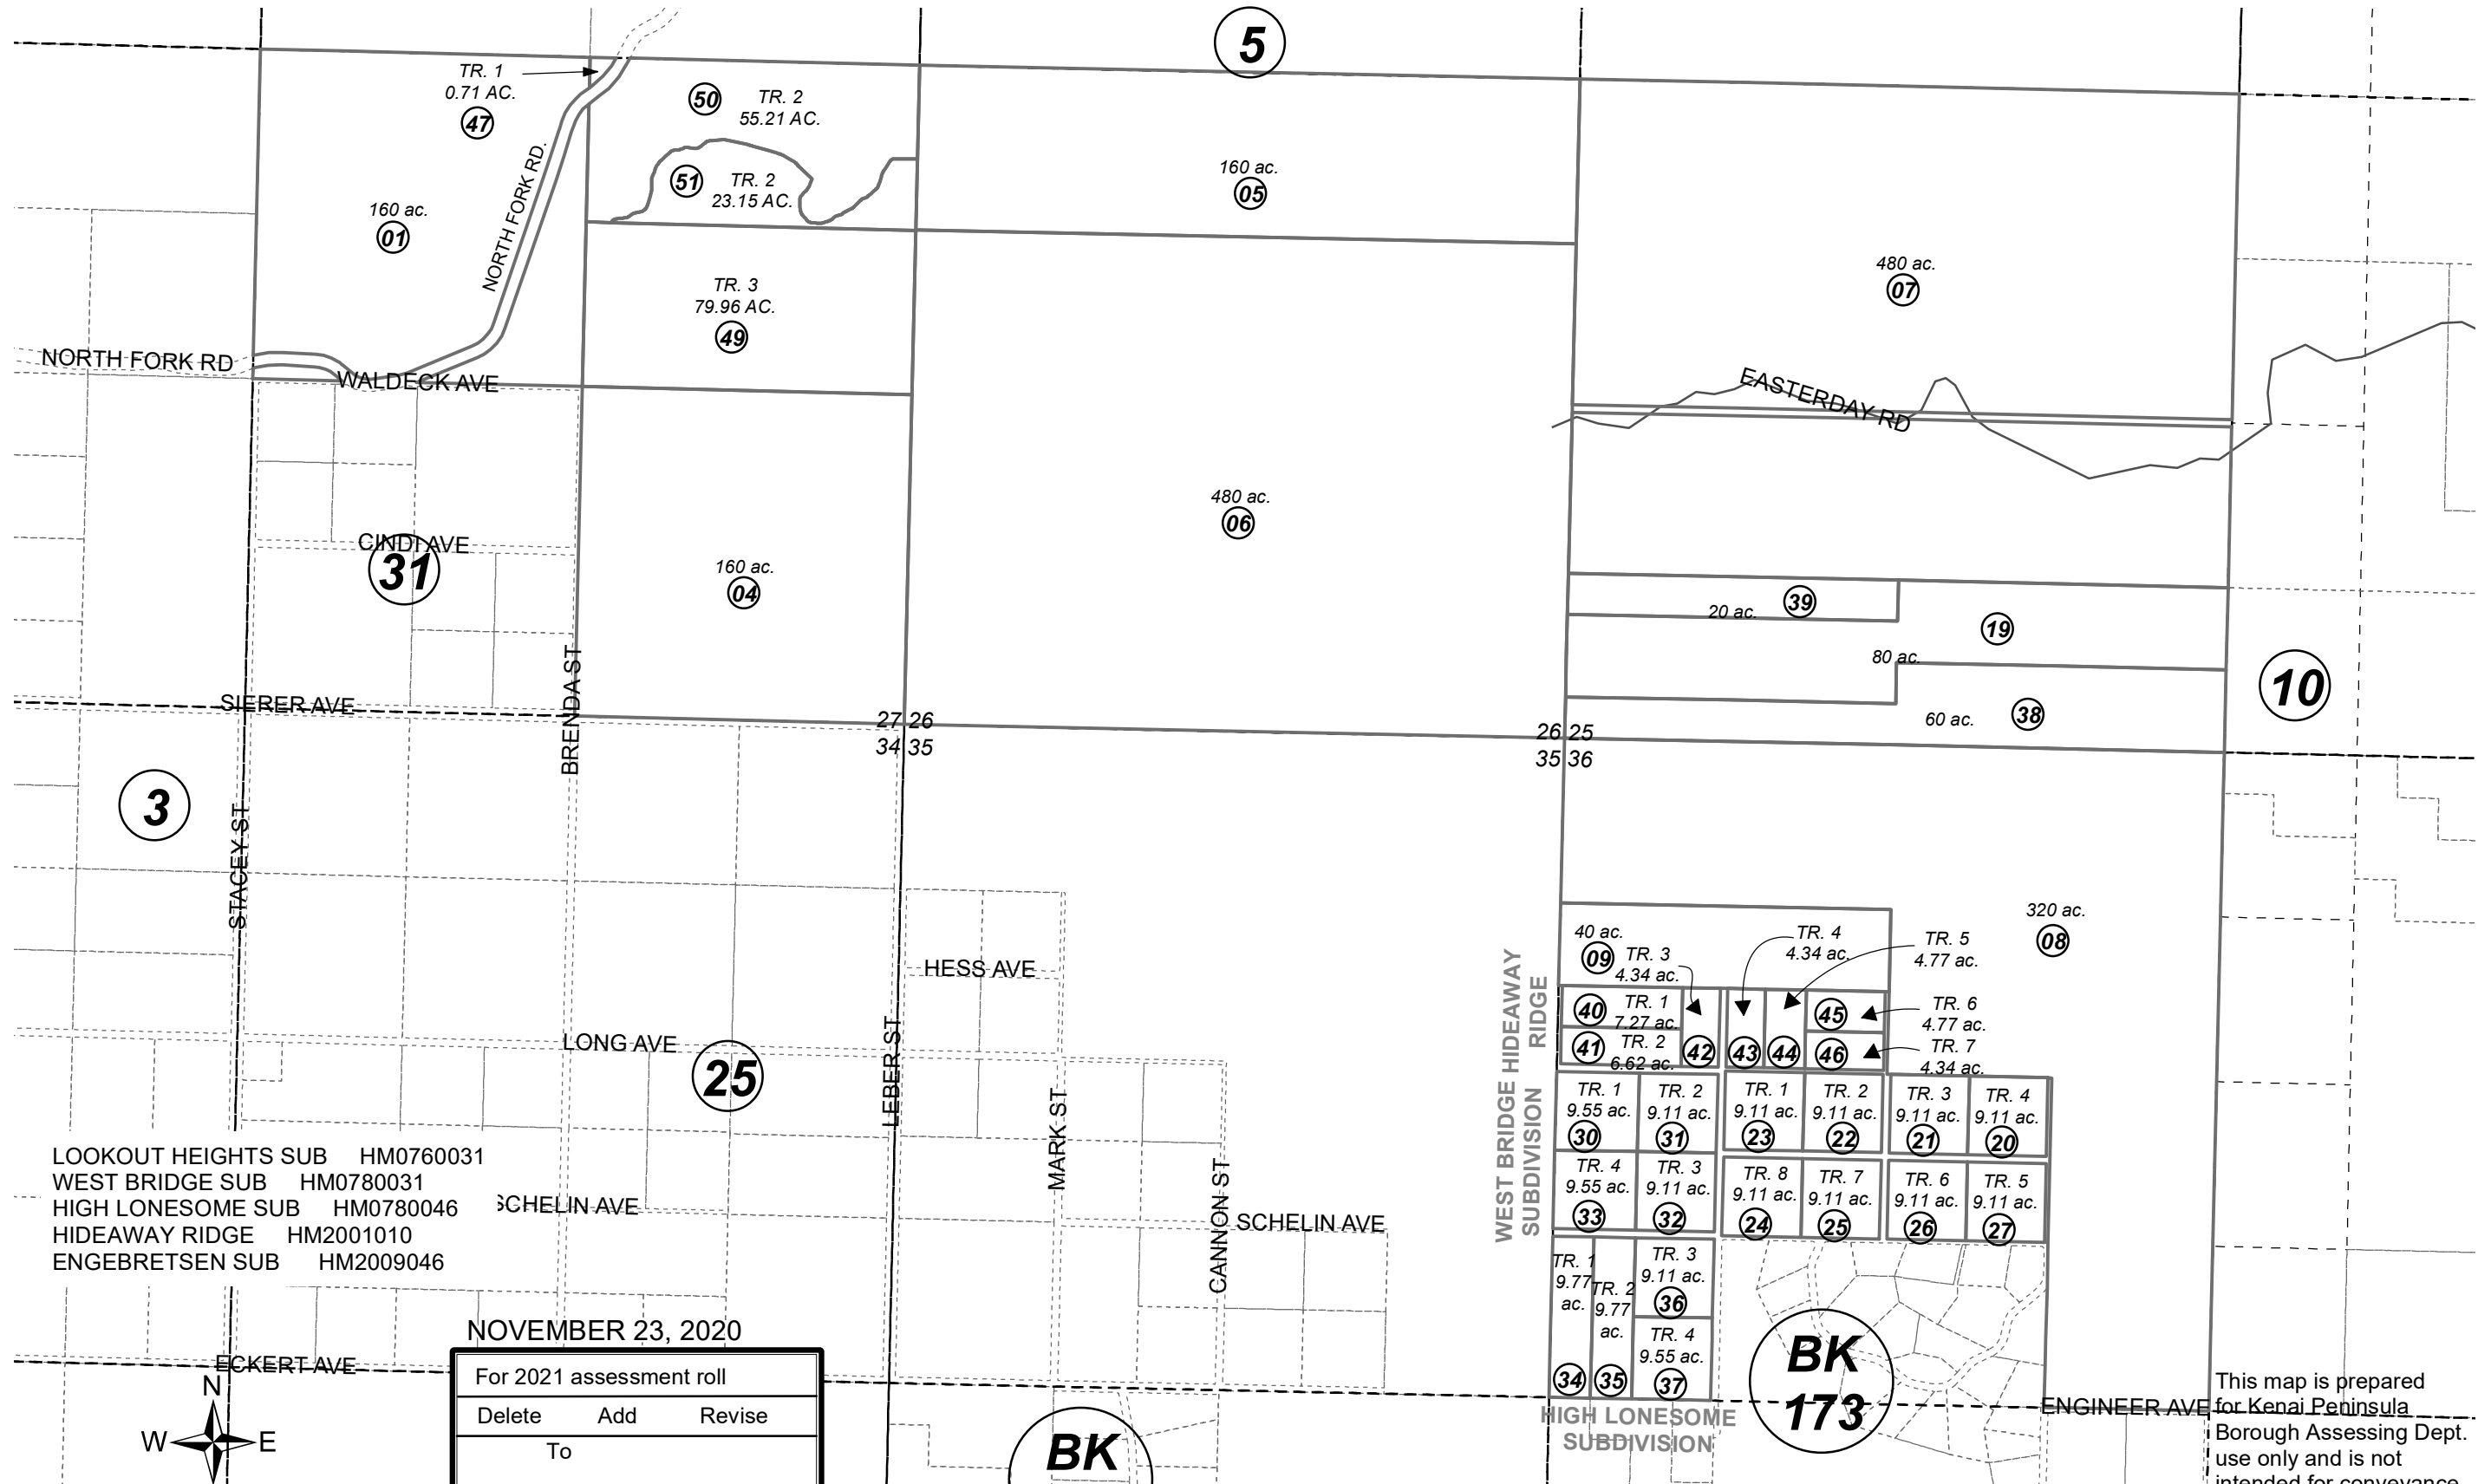 5
TR. 1
0.71 AC.
47
50
TR. 2
55.21 AC.
51
TR. 2
23.15 AC.
160 ac.
01
NORTH FORK RD.
160 ac.
05
480 ac.
07
TR. 3
79.96 AC.
49
NORTH FORK RD
WALDECK AVE
EASTERDAY RD
480 ac.
06
CINDI AVE
31
160 ac.
04
20 ac.
39
19
80 ac.
60 ac.
38
10
SIERER AVE
BRENDA ST
27 26
34 35
26 25
35 36
3
STACEY ST
320 ac.
08
HESS AVE
LONG AVE
25
LEBER ST
MARK ST
CANNON ST
SCHELIN AVE
SCHELIN AVE
WEST BRIDGE
SUBDIVISION
HIDEAWAY
RIDGE
40 ac.
09
TR. 3
4.34 ac.
TR. 4
4.34 ac.
TR. 5
4.77 ac.
40
TR. 1
7.27 ac.
41
TR. 2
6.62 ac.
42
43
44
45
TR. 6
4.77 ac.
46
TR. 7
4.34 ac.
TR. 1
9.55 ac.
30
TR. 2
9.11 ac.
31
TR. 1
9.11 ac.
23
TR. 2
9.11 ac.
22
TR. 3
9.11 ac.
21
TR. 4
9.11 ac.
20
TR. 4
9.55 ac.
33
TR. 3
9.11 ac.
32
TR. 8
9.11 ac.
24
TR. 7
9.11 ac.
25
TR. 6
9.11 ac.
26
TR. 5
9.11 ac.
27
TR. 1
9.77
ac.
34
TR. 2
9.77
ac.
35
TR. 3
9.11 ac.
36
TR. 4
9.55 ac.
37
HIGH LONESOME
SUBDIVISION
BK
173
ENGINEER AVE
LOOKOUT HEIGHTS SUB HM0760031
WEST BRIDGE SUB HM0780031
HIGH LONESOME SUB HM0780046
HIDEAWAY RIDGE HM2001010
ENGEBRETSEN SUB HM2009046
ECKERT AVE
N
W E
NOVEMBER 23, 2020
For 2021 assessment roll
Delete Add Revise
To
BK
This map is prepared
for Kenai Peninsula
Borough Assessing Dept.
use only and is not
intended for conveyance